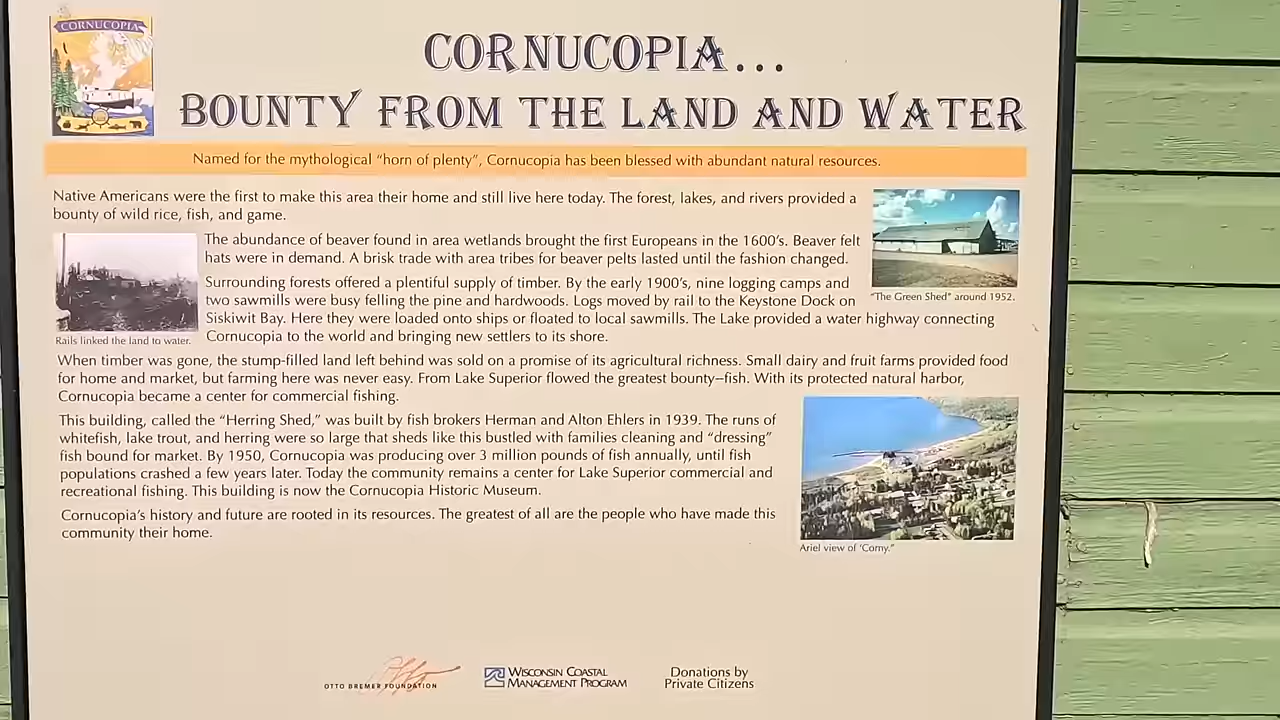 CORNUCOPIA
CORNUCOPIA...
BOUNTY FROM THE LAND AND WATER
Named for the mythological "horn of plenty", Cornucopia has been blessed with abundant natural resources.
Native Americans were the first to make this area their home and still live here today. The forest, lakes, and rivers provided a
bounty of wild rice, fish, and game.
The abundance of beaver found in area wetlands brought the first Europeans in the 1600's. Beaver felt
hats were in demand. A brisk trade with area tribes for beaver pelts lasted until the fashion changed.
"The Green Shed" around 1952.
Surrounding forests offered a plentiful supply of timber. By the early 1900's, nine logging camps and
two sawmills were busy felling the pine and hardwoods. Logs moved by rail to the Keystone Dock on
Siskiwit Bay. Here they were loaded onto ships or floated to local sawmills. The Lake provided a water highway connecting
Cornucopia to the world and bringing new settlers to its shore.
Rails linked the land to water.
When timber was gone, the stump-filled land left behind was sold on a promise of its agricultural richness. Small dairy and fruit farms provided food
for home and market, but farming here was never easy. From Lake Superior flowed the greatest bounty–fish. With its protected natural harbor,
Cornucopia became a center for commercial fishing.
This building, called the "Herring Shed," was built by fish brokers Herman and Alton Ehlers in 1939. The runs of
whitefish, lake trout, and herring were so large that sheds like this bustled with families cleaning and "dressing"
fish bound for market. By 1950, Cornucopia was producing over 3 million pounds of fish annually, until fish
populations crashed a few years later. Today the community remains a center for Lake Superior commercial and
recreational fishing. This building is now the Cornucopia Historic Museum.
Cornucopia's history and future are rooted in its resources. The greatest of all are the people who have made this
community their home.
Ariel view of 'Corny."
OTTO BREMER FOUNDATION
WISCONSIN COASTAL
MANAGEMENT PROGRAM
Donations by
Private Citizens